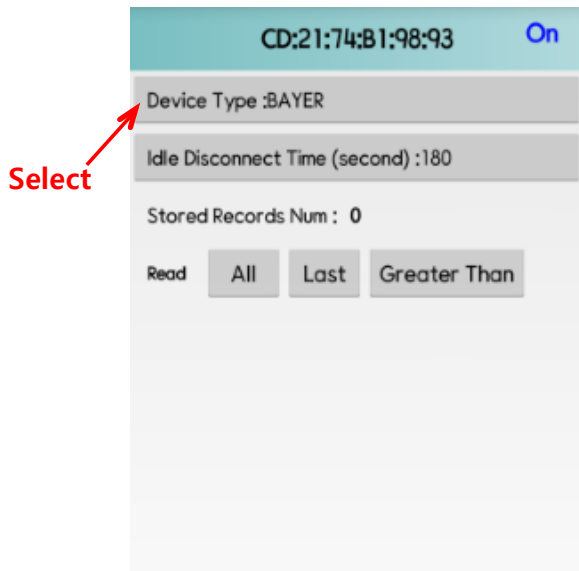 CD:21:74:B1:98:93 On
Device Type :BAYER
Select
Idle Disconnect Time (second) :180
Stored Records Num : 0
Read All Last Greater Than